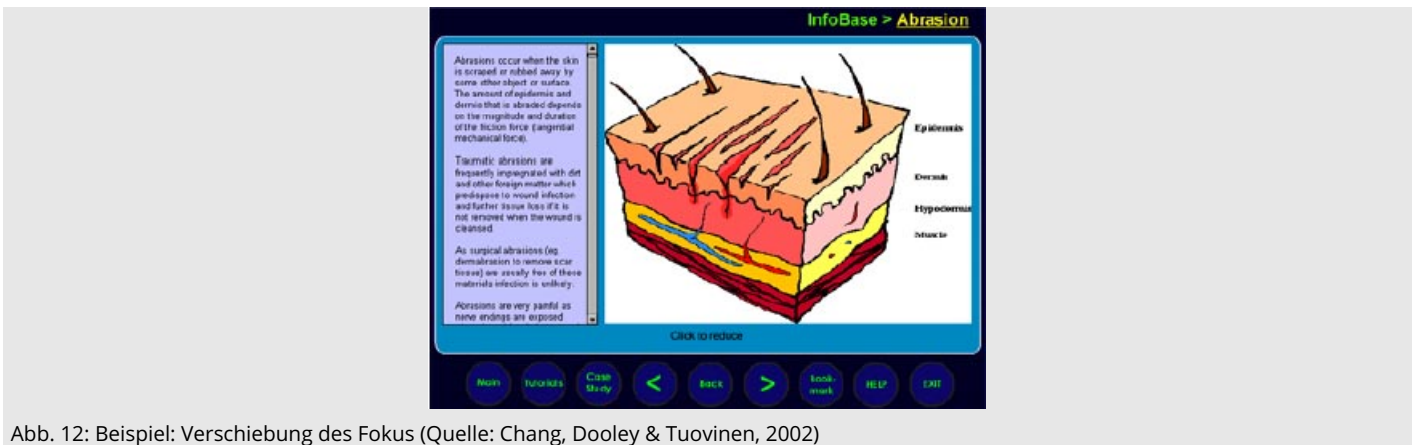 InfoBase > Abrasion
Abrasions occur when the skin
is scraped or rubbed away by
some other object or surface.
The amount of epidermis and
dermis that is abraded depends
on the magnitude and duration
of the friction force (tangential
mechanical force).
Traumatic abrasions are
frequently impregnated with dirt
and other foreign matter which
predispose to wound infection
and further tissue loss if it is
not removed when the wound is
cleansed.
As surgical abrasions (eg.
dermabrasion to remove scar
tissue) are usually free of these
materials infection is unlikely.
Abrasions are very painful as
nerve endings are exposed
Epidermis
Dermis
Hypodermis
Muscle
Click to reduce
Main
Tutorials
Case
Study
<
Back
>
Book-
mark
HELP
EXIT
Abb. 12: Beispiel: Verschiebung des Fokus (Quelle: Chang, Dooley & Tuovinen, 2002)